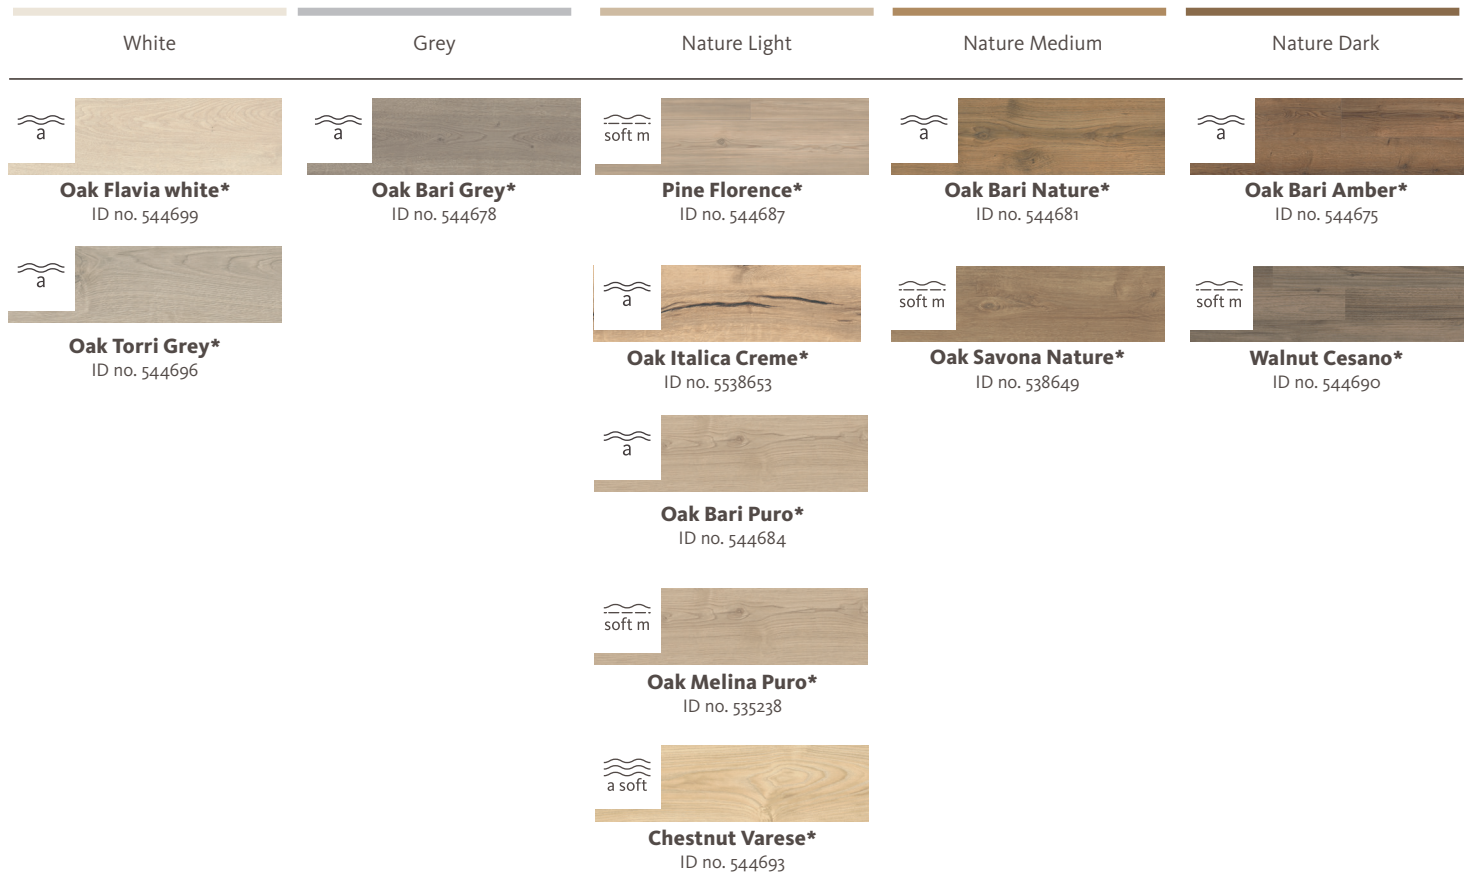 White
Grey
Nature Light
Nature Medium
Nature Dark
a
a
soft m
a
a
Oak Flavia white*
ID no. 544699
Oak Bari Grey*
ID no. 544678
Pine Florence*
ID no. 544687
Oak Bari Nature*
ID no. 544681
Oak Bari Amber*
ID no. 544675
a
Oak Torri Grey*
ID no. 544696
a
Oak Italica Creme*
ID no. 5538653
soft m
Oak Savona Nature*
ID no. 538649
soft m
Walnut Cesano*
ID no. 544690
a
Oak Bari Puro*
ID no. 544684
soft m
Oak Melina Puro*
ID no. 535238
a soft
Chestnut Varese*
ID no. 544693